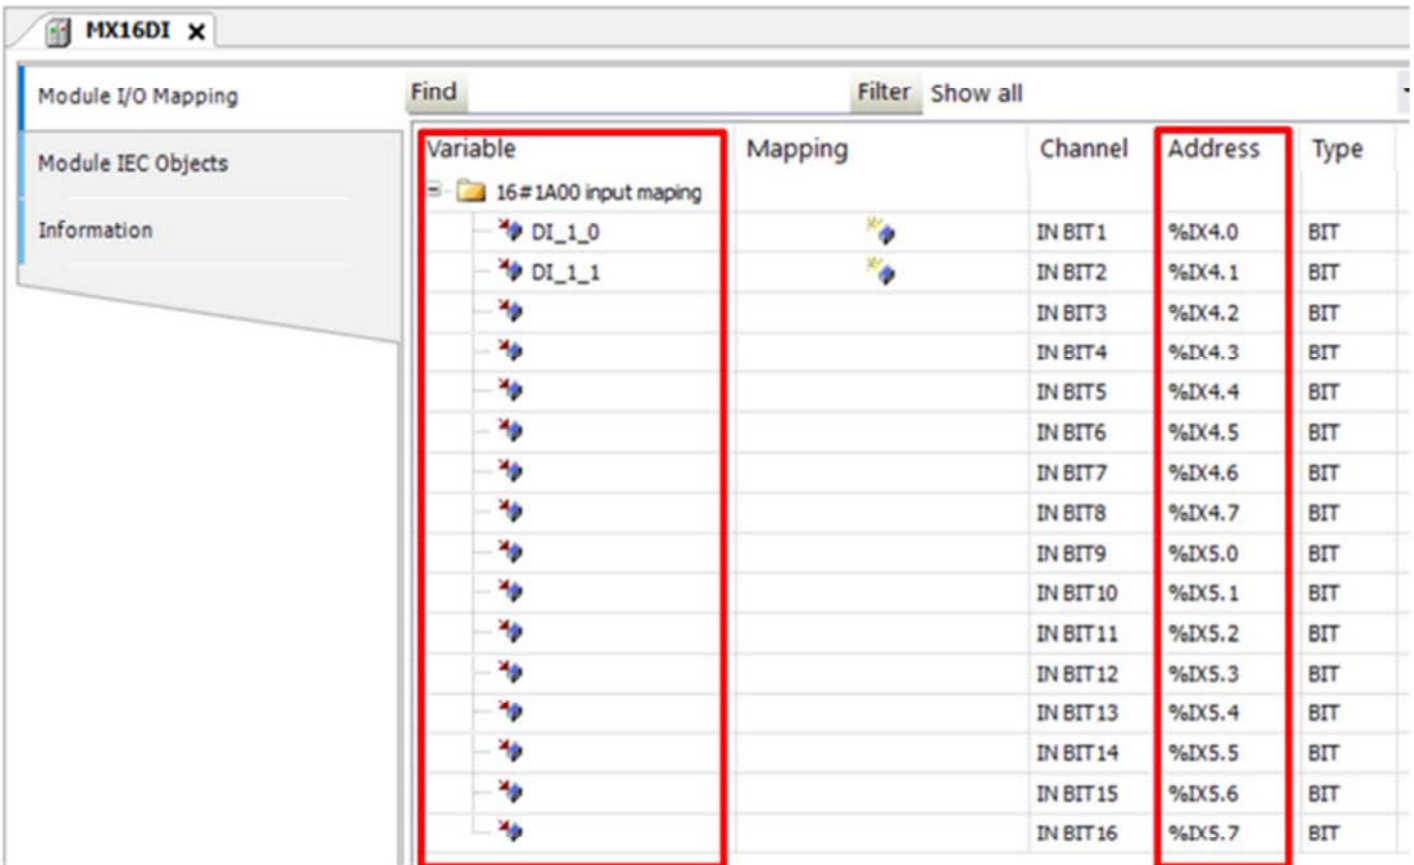 MX16DI
Module I/O Mapping
Module IEC Objects
Information
Find Filter Show all
Variable Mapping Channel Address Type
16#1A00 input maping
DI_1_0 IN BIT1 %IX4.0 BIT
DI_1_1 IN BIT2 %IX4.1 BIT
IN BIT3 %IX4.2 BIT
IN BIT4 %IX4.3 BIT
IN BIT5 %IX4.4 BIT
IN BIT6 %IX4.5 BIT
IN BIT7 %IX4.6 BIT
IN BIT8 %IX4.7 BIT
IN BIT9 %IX5.0 BIT
IN BIT10 %IX5.1 BIT
IN BIT11 %IX5.2 BIT
IN BIT12 %IX5.3 BIT
IN BIT13 %IX5.4 BIT
IN BIT14 %IX5.5 BIT
IN BIT15 %IX5.6 BIT
IN BIT16 %IX5.7 BIT